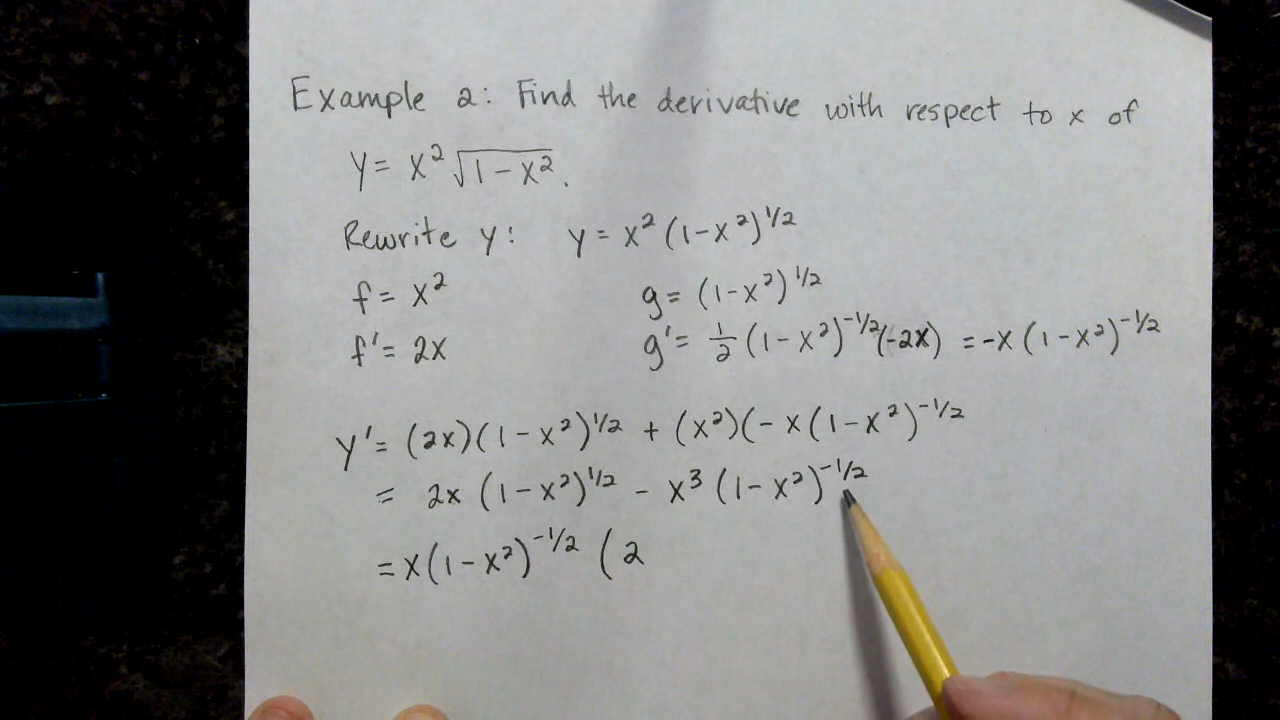 Example 2: Find the derivative with respect to x of
y = x² √(1-x²).
Rewrite y: y = x² (1-x²)^1/2
f = x² g = (1-x²)^1/2
f' = 2x g' = 1/2 (1-x²)^-1/2 (-2x) = -x (1-x²)^-1/2
y' = (2x)(1-x²)^1/2 + (x²)(-x(1-x²)^-1/2
= 2x (1-x²)^1/2 - x³ (1-x²)^-1/2
= x(1-x²)^-1/2 (2